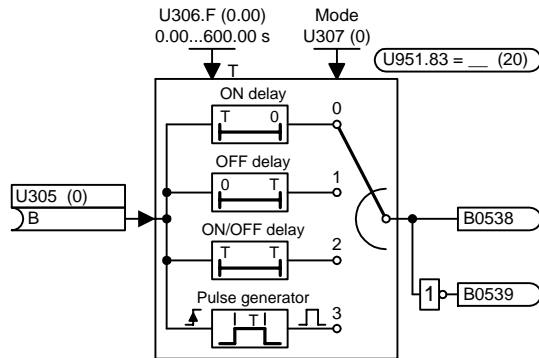 U306.F (0.00)
0.00...600.00 s
Mode
U307 (0)
U951.83 = __ (20)
T
ON delay
T 0
0
OFF delay
0 T
1
U305 (0)
B
ON/OFF delay
T T
2
B0538
Pulse generator
T
3
1
B0539